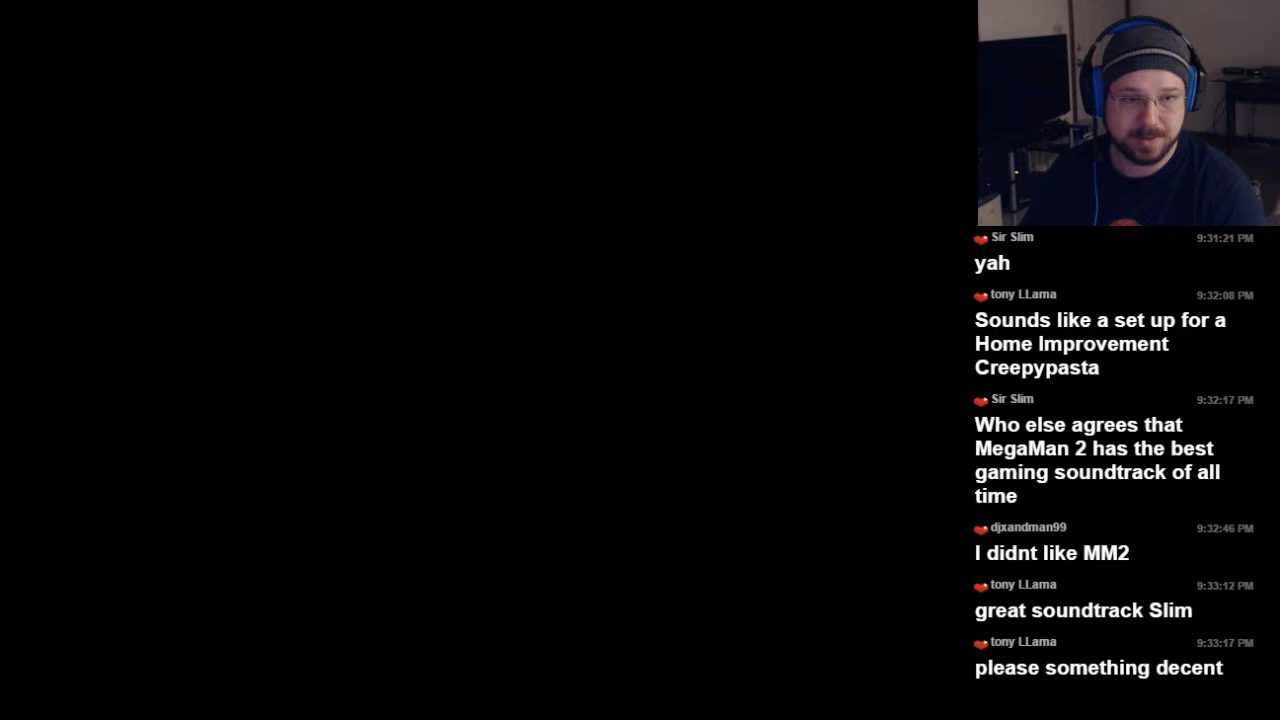 Sir Slim 9:31:21 PM
yah
tony LLama 9:32:08 PM
Sounds like a set up for a
Home Improvement
Creepypasta
Sir Slim 9:32:17 PM
Who else agrees that
MegaMan 2 has the best
gaming soundtrack of all
time
djxandman99 9:32:46 PM
I didnt like MM2
tony LLama 9:33:12 PM
great soundtrack Slim
tony LLama 9:33:17 PM
please something decent